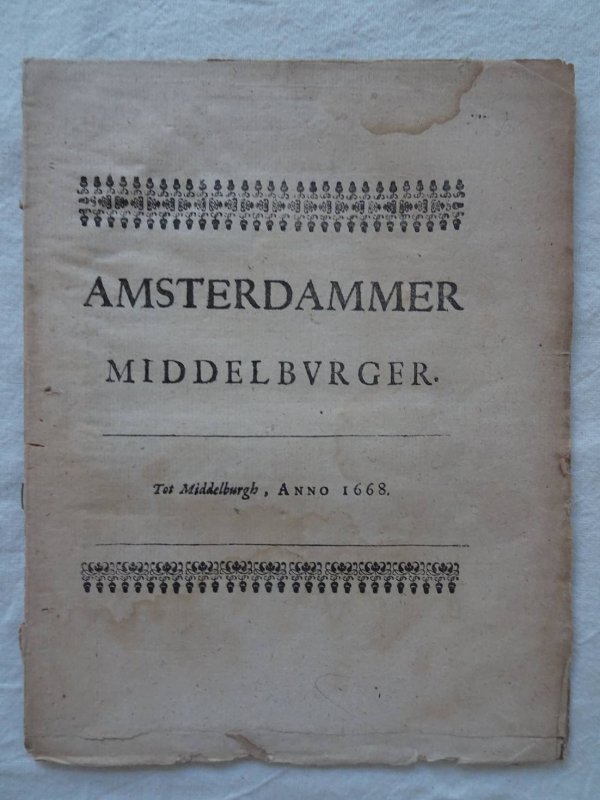 AMSTERDAMMER
MIDDELBVRGER.
Tot Middelburgh, ANNO 1668.